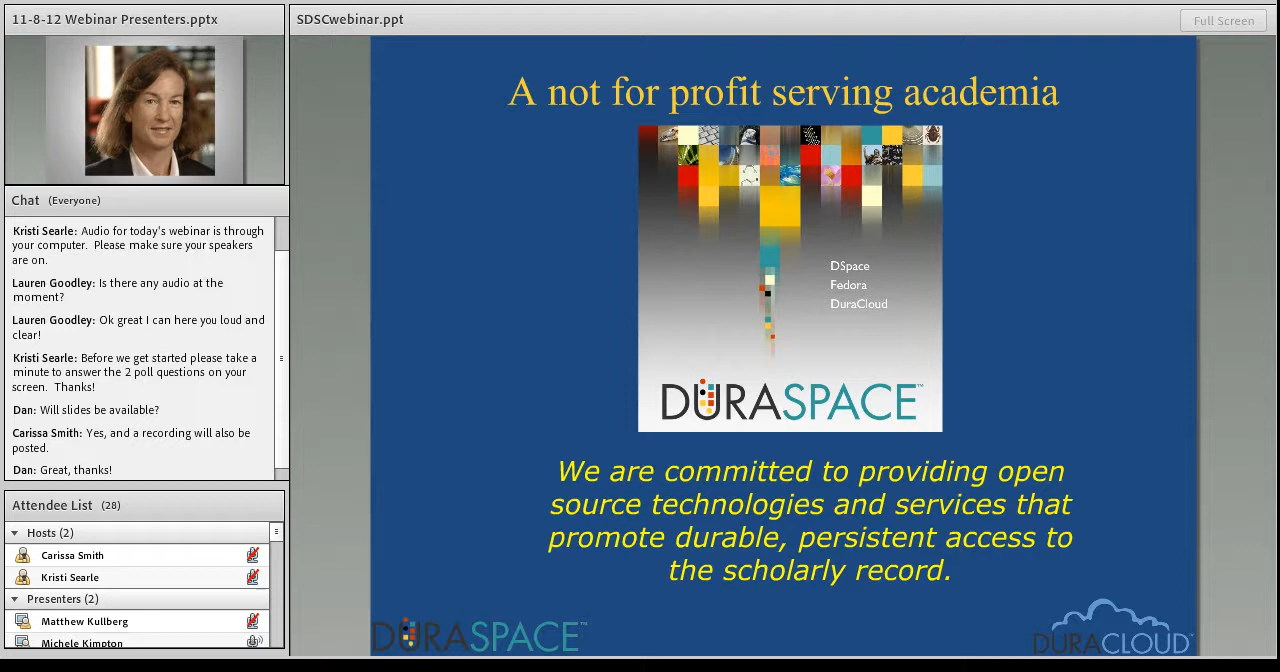 11-8-12 Webinar Presenters.pptx
Chat (Everyone)
Kristi Searle: Audio for today's webinar is through
your computer. Please make sure your speakers
are on.
Lauren Goodley: Is there any audio at the
moment?
Lauren Goodley: Ok great I can here you loud and
clear!
Kristi Searle: Before we get started please take a
minute to answer the 2 poll questions on your
screen. Thanks!
Dan: Will slides be available?
Carissa Smith: Yes, and a recording will also be
posted.
Dan: Great, thanks!
Attendee List (28)
Hosts (2)
Carissa Smith
Kristi Searle
Presenters (2)
Matthew Kullberg
Michele Kimpton
SDSCwebinar.ppt
Full Screen
A not for profit serving academia
DSpace
Fedora
DuraCloud
DURASPACE™
We are committed to providing open
source technologies and services that
promote durable, persistent access to
the scholarly record.
DURASPACE™
DURACLOUD™